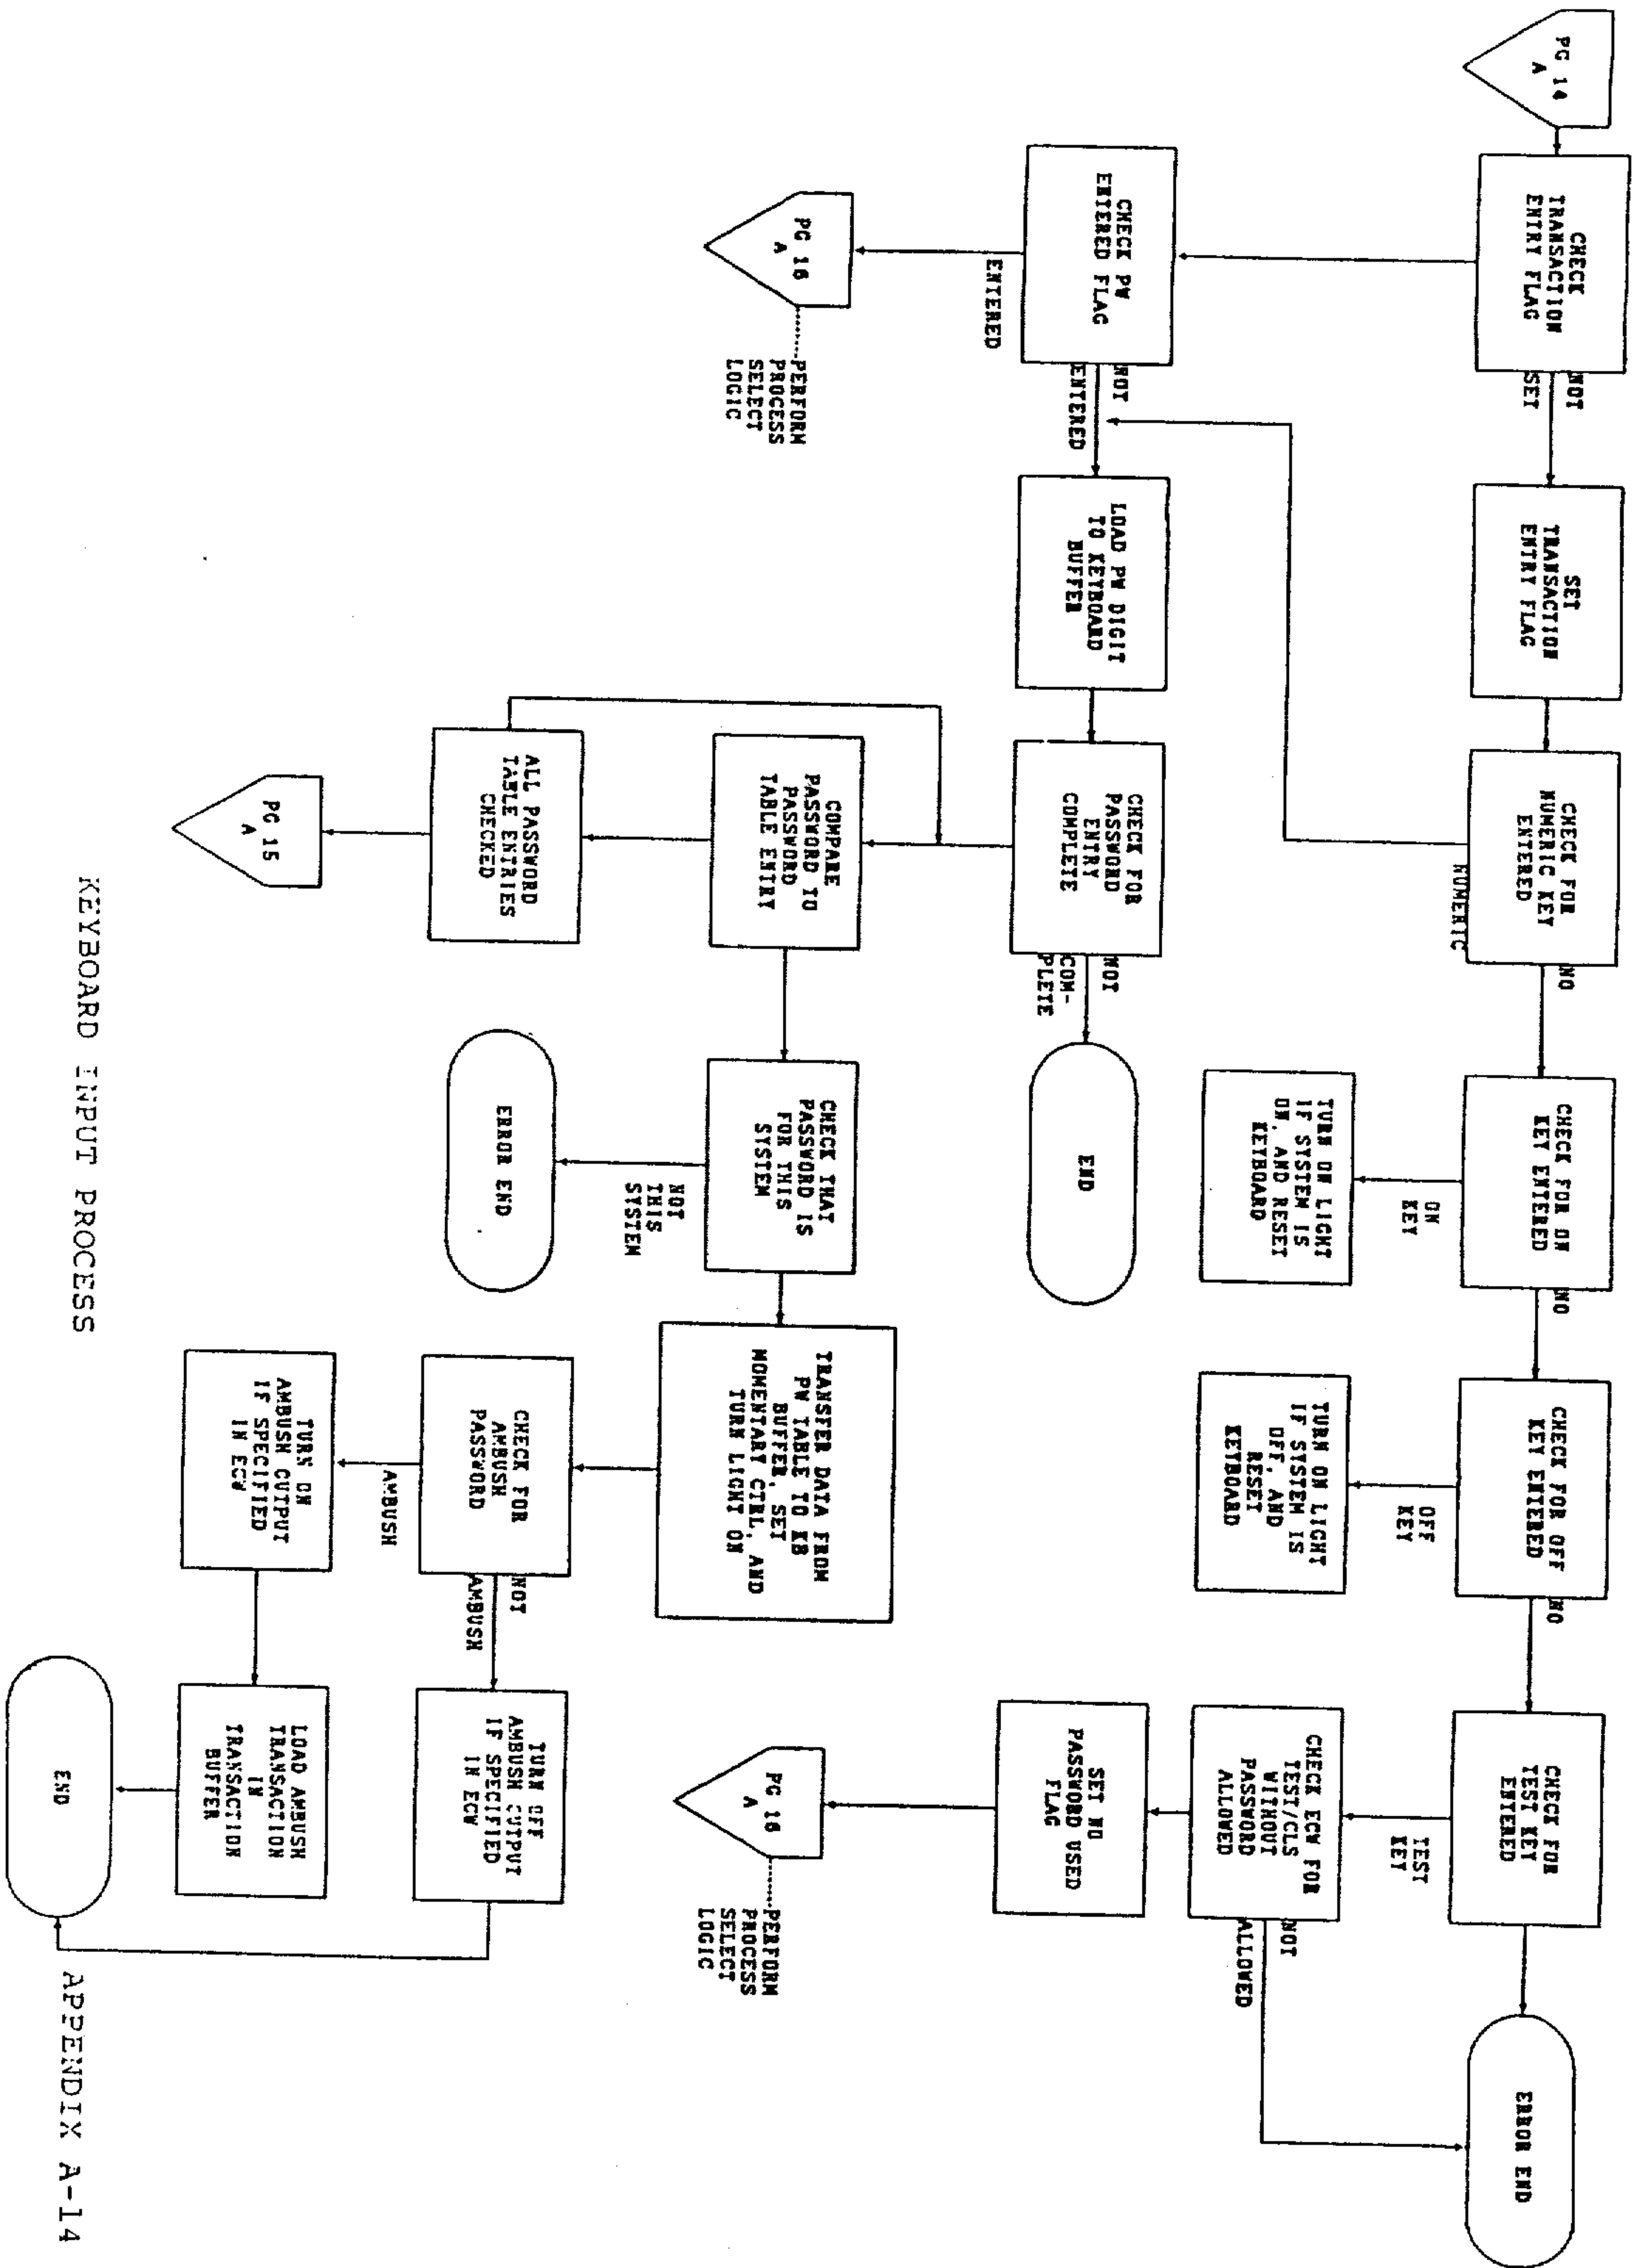 PG 14
A
CHECK
TRANSACTION
ENTRY FLAG
NOT
SET
SET
TRANSACTION
ENTRY FLAG
CHECK FOR
NUMERIC KEY
ENTERED
NO
NUMERIC
CHECK FOR ON
KEY ENTERED
NO
ON
KEY
TURN ON LIGHT
IF SYSTEM IS
ON, AND RESET
KEYBOARD
CHECK FOR OFF
KEY ENTERED
NO
OFF
KEY
TURN ON LIGHT
IF SYSTEM IS
OFF, AND
RESET
KEYBOARD
CHECK FOR
TEST KEY
ENTERED
TEST
KEY
ERROR END
CHECK ECW FOR
TEST/CLS
WITHOUT
PASSWORD
ALLOWED
NOT
ALLOWED
SET NO
PASSWORD USED
FLAG
PG 16
A
PERFORM
PROCESS
SELECT
LOGIC
CHECK PW
ENTERED FLAG
NOT
ENTERED
ENTERED
PG 16
A
PERFORM
PROCESS
SELECT
LOGIC
LOAD PW DIGIT
TO KEYBOARD
BUFFER
CHECK FOR
PASSWORD
ENTRY
COMPLETE
NOT
COM-
PLETE
END
COMPARE
PASSWORD TO
PASSWORD
TABLE ENTRY
ALL PASSWORD
TABLE ENTRIES
CHECKED
PG 15
A
CHECK THAT
PASSWORD IS
FOR THIS
SYSTEM
NOT
THIS
SYSTEM
ERROR END
TRANSFER DATA FROM
PW TABLE TO KB
BUFFER, SET
MOMENTARY CTRL, AND
TURN LIGHT ON
CHECK FOR
AMBUSH
PASSWORD
NOT
AMBUSH
AMBUSH
TURN OFF
AMBUSH OUTPUT
IF SPECIFIED
IN ECW
TURN ON
AMBUSH OUTPUT
IF SPECIFIED
IN ECW
LOAD AMBUSH
TRANSACTION
IN
TRANSACTION
BUFFER
END
KEYBOARD INPUT PROCESS
APPENDIX A-14